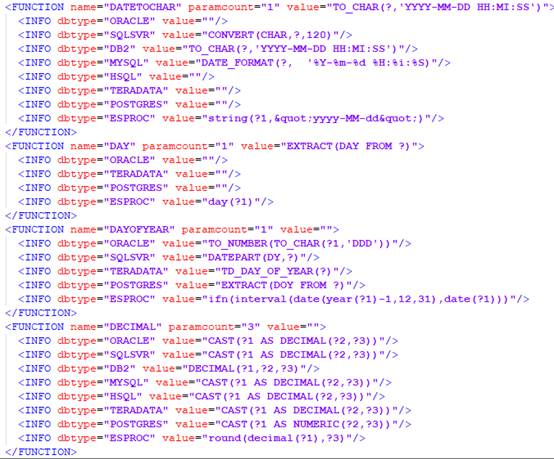 <FUNCTION name="DATETOCHAR" paramcount="1" value="TO_CHAR(?,'YYYY-MM-DD HH:MI:SS')">
<INFO dbtype="ORACLE" value=""/>
<INFO dbtype="SQLSVR" value="CONVERT(CHAR,?,120)"/>
<INFO dbtype="DB2" value="TO_CHAR(?,'YYYY-MM-DD HH:MI:SS')"/>
<INFO dbtype="MYSQL" value="DATE_FORMAT(?,  '%Y-%m-%d %H:%i:%S)"/>
<INFO dbtype="HSQL" value=""/>
<INFO dbtype="TERADATA" value=""/>
<INFO dbtype="POSTGRES" value=""/>
<INFO dbtype="ESPROC" value="string(?1,&quot;yyyy-MM-dd&quot;)"/>
</FUNCTION>
<FUNCTION name="DAY" paramcount="1" value="EXTRACT(DAY FROM ?)">
<INFO dbtype="ORACLE" value=""/>
<INFO dbtype="TERADATA" value=""/>
<INFO dbtype="POSTGRES" value=""/>
<INFO dbtype="ESPROC" value="day(?1)"/>
</FUNCTION>
<FUNCTION name="DAYOFYEAR" paramcount="1" value="">
<INFO dbtype="ORACLE" value="TO_NUMBER(TO_CHAR(?1,'DDD'))"/>
<INFO dbtype="SQLSVR" value="DATEPART(DY,?)"/>
<INFO dbtype="TERADATA" value="TD_DAY_OF_YEAR(?)"/>
<INFO dbtype="POSTGRES" value="EXTRACT(DOY FROM ?)"/>
<INFO dbtype="ESPROC" value="ifn(interval(date(year(?1)-1,12,31),date(?1)))"/>
</FUNCTION>
<FUNCTION name="DECIMAL" paramcount="3" value="">
<INFO dbtype="ORACLE" value="CAST(?1 AS DECIMAL(?2,?3))"/>
<INFO dbtype="SQLSVR" value="CAST(?1 AS DECIMAL(?2,?3))"/>
<INFO dbtype="DB2" value="DECIMAL(?1,?2,?3)"/>
<INFO dbtype="MYSQL" value="CAST(?1 AS DECIMAL(?2,?3))"/>
<INFO dbtype="HSQL" value="CAST(?1 AS DECIMAL(?2,?3))"/>
<INFO dbtype="TERADATA" value="CAST(?1 AS DECIMAL(?2,?3))"/>
<INFO dbtype="POSTGRES" value="CAST(?1 AS NUMERIC(?2,?3))"/>
<INFO dbtype="ESPROC" value="round(decimal(?1),?3)"/>
</FUNCTION>